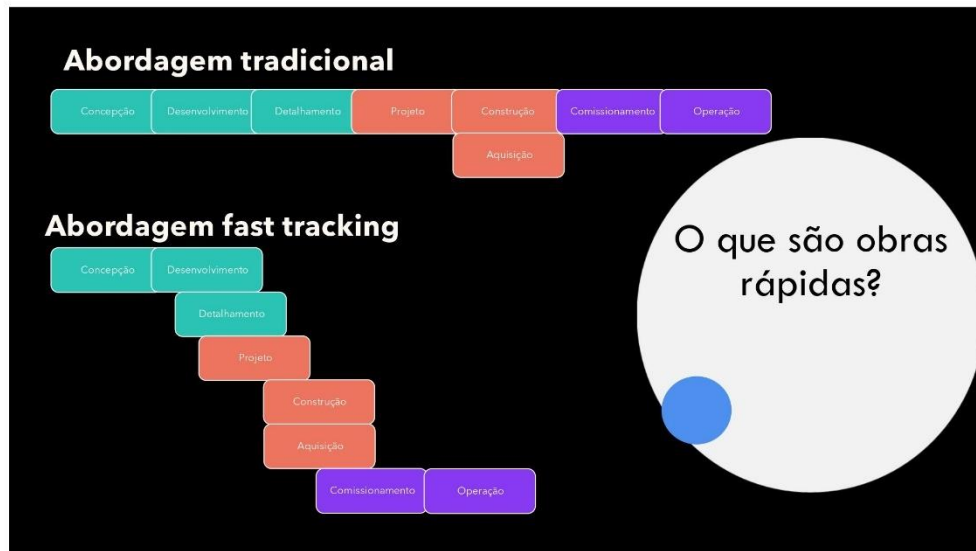 Abordagem tradicional
Concepção Desenvolvimento Detalhamento Projeto Construção Comissionamento Operação
Aquisição
Abordagem fast tracking
Concepção Desenvolvimento
Detalhamento
Projeto
Construção
Aquisição
Comissionamento Operação
O que são obras
rápidas?